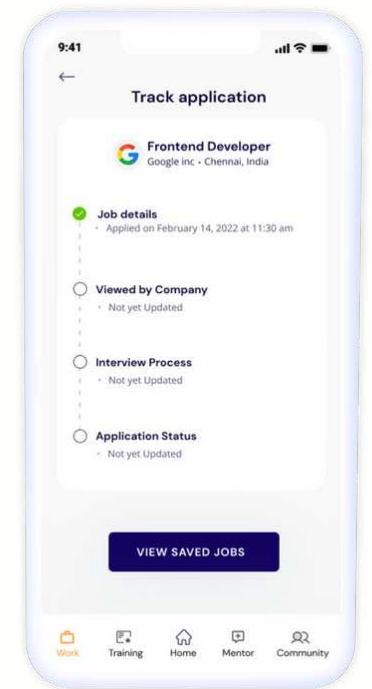 9:41
Track application
Frontend Developer
Google inc • Chennai, India
Job details
• Applied on February 14, 2022 at 11:30 am
Viewed by Company
• Not yet Updated
Interview Process
• Not yet Updated
Application Status
• Not yet Updated
VIEW SAVED JOBS
Work Training Home Mentor Community